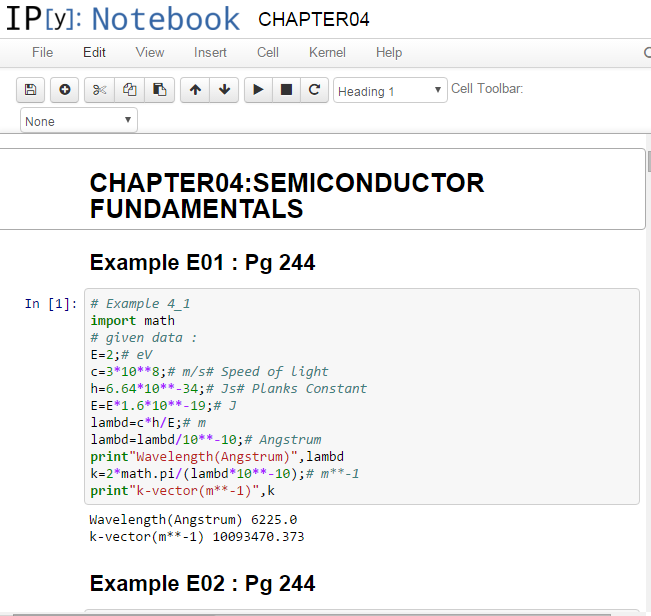 IP[y]: Notebook CHAPTER04
File Edit View Insert Cell Kernel Help
Heading 1 Cell Toolbar:
None
CHAPTER04:SEMICONDUCTOR
FUNDAMENTALS
Example E01 : Pg 244
In [1]: # Example 4_1
import math
# given data :
E=2;# eV
c=3*10**8;# m/s# Speed of light
h=6.64*10**-34;# Js# Planks Constant
E=E*1.6*10**-19;# J
lambd=c*h/E;# m
lambd=lambd/10**-10;# Angstrum
print"Wavelength(Angstrum)",lambd
k=2*math.pi/(lambd*10**-10);# m**-1
print"k-vector(m**-1)",k
Wavelength(Angstrum) 6225.0
k-vector(m**-1) 10093470.373
Example E02 : Pg 244